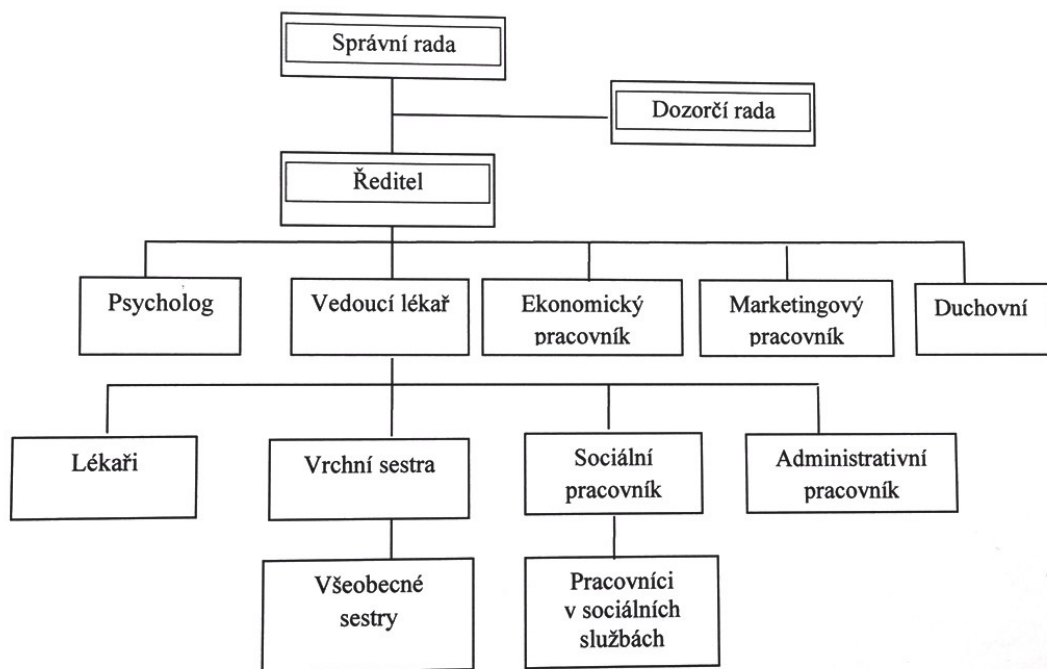 Správní rada
Dozorčí rada
Ředitel
Psycholog
Vedoucí lékař
Ekonomický
pracovník
Marketingový
pracovník
Duchovní
Lékaři
Vrchní sestra
Sociální
pracovník
Administrativní
pracovník
Všeobecné
sestry
Pracovníci
v sociálních
službách